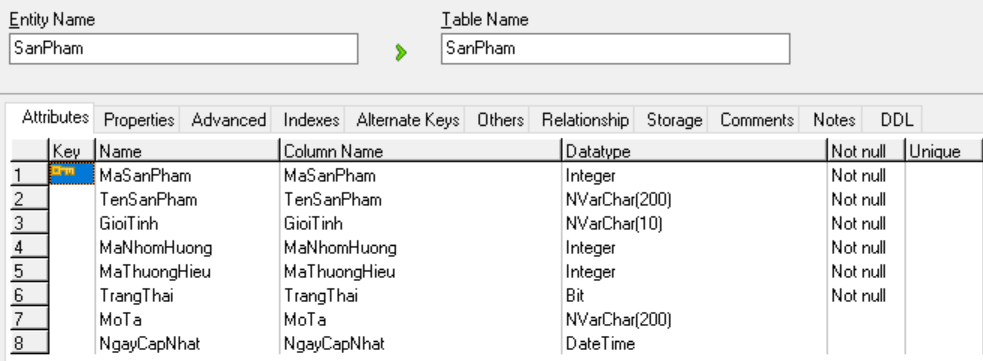 Entity Name Table Name
SanPham SanPham
Attributes Properties Advanced Indexes Alternate Keys Others Relationship Storage Comments Notes DDL
Key Name Column Name Datatype Not null Unique
1 MaSanPham MaSanPham Integer Not null
2 TenSanPham TenSanPham NVarChar(200) Not null
3 GioiTinh GioiTinh NVarChar(10) Not null
4 MaNhomHuong MaNhomHuong Integer Not null
5 MaThuongHieu MaThuongHieu Integer Not null
6 TrangThai TrangThai Bit Not null
7 MoTa MoTa NVarChar(200)
8 NgayCapNhat NgayCapNhat DateTime